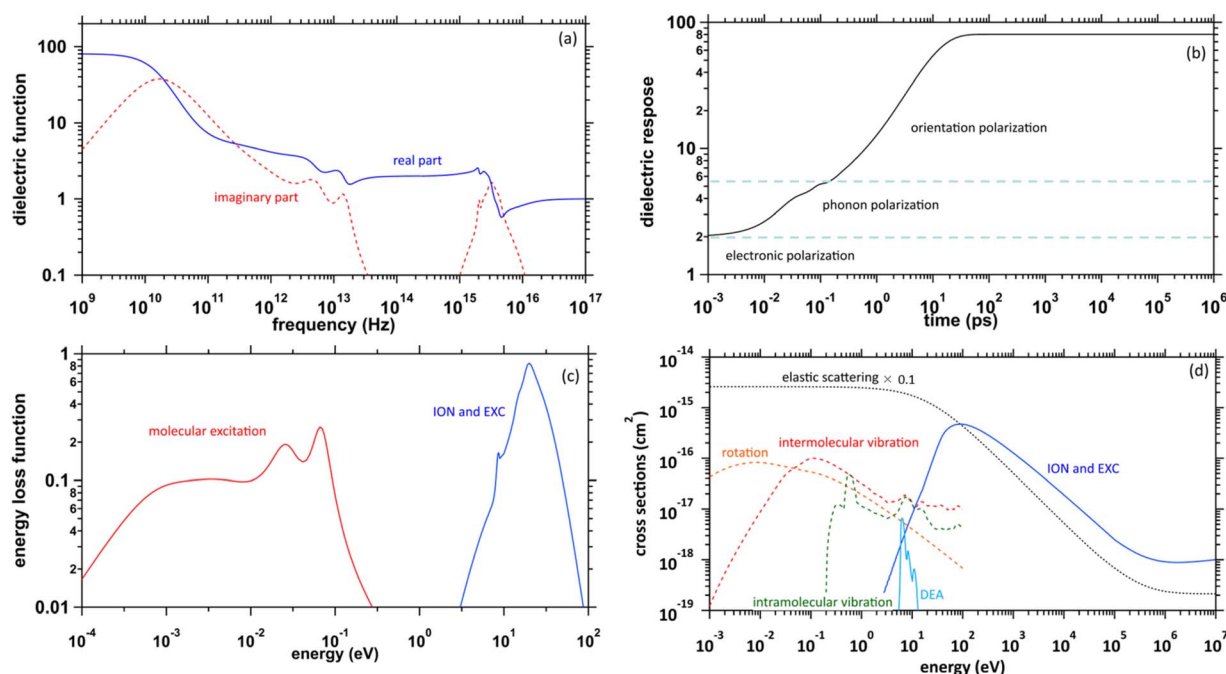 (a)
dielectric function
100
10
1
0.1
real part
imaginary part
10^9 10^10 10^11 10^12 10^13 10^14 10^15 10^16 10^17
frequency (Hz)
(b)
dielectric respose
100
8
6
4
2
10
8
6
4
2
1
orientation polarization
phonon polarization
electronic polarization
10^-3 10^-2 10^-1 10^0 10^1 10^2 10^3 10^4 10^5 10^6
time (ps)
(c)
energy loss function
1
8
6
4
2
0.1
8
6
4
2
0.01
ION and EXC
molecular excitation
10^-4 10^-3 10^-2 10^-1 10^0 10^1 10^2
energy (eV)
(d)
cross sections (cm^2)
10^-14
10^-15
10^-16
10^-17
10^-18
10^-19
elastic scattering × 0.1
intermolecular vibration
rotation
ION and EXC
DEA
intramolecular vibration
10^-3 10^-2 10^-1 10^0 10^1 10^2 10^3 10^4 10^5 10^6 10^7
energy (eV)